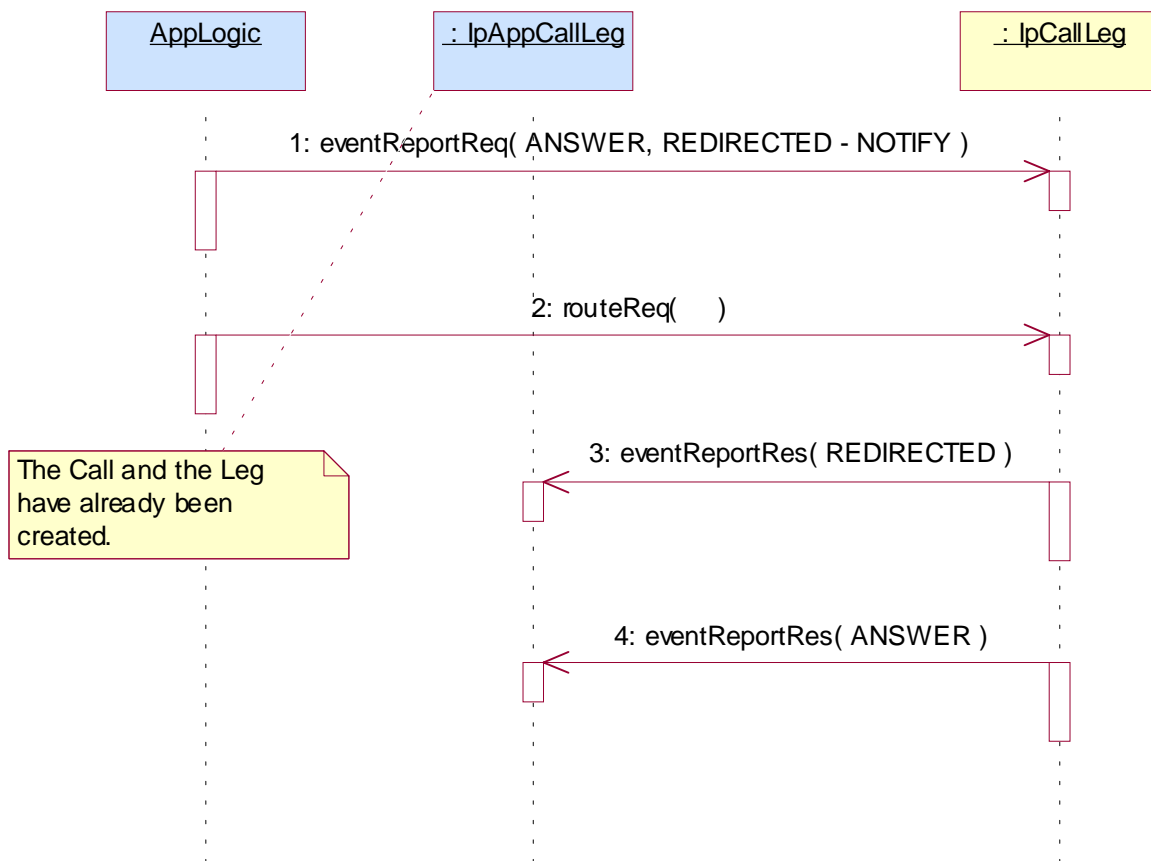 AppLogic
: IpAppCallLeg
: IpCallLeg
1: eventReportReq( ANSWER, REDIRECTED - NOTIFY )
2: routeReq( )
3: eventReportRes( REDIRECTED )
The Call and the Leg
have already been
created.
4: eventReportRes( ANSWER )